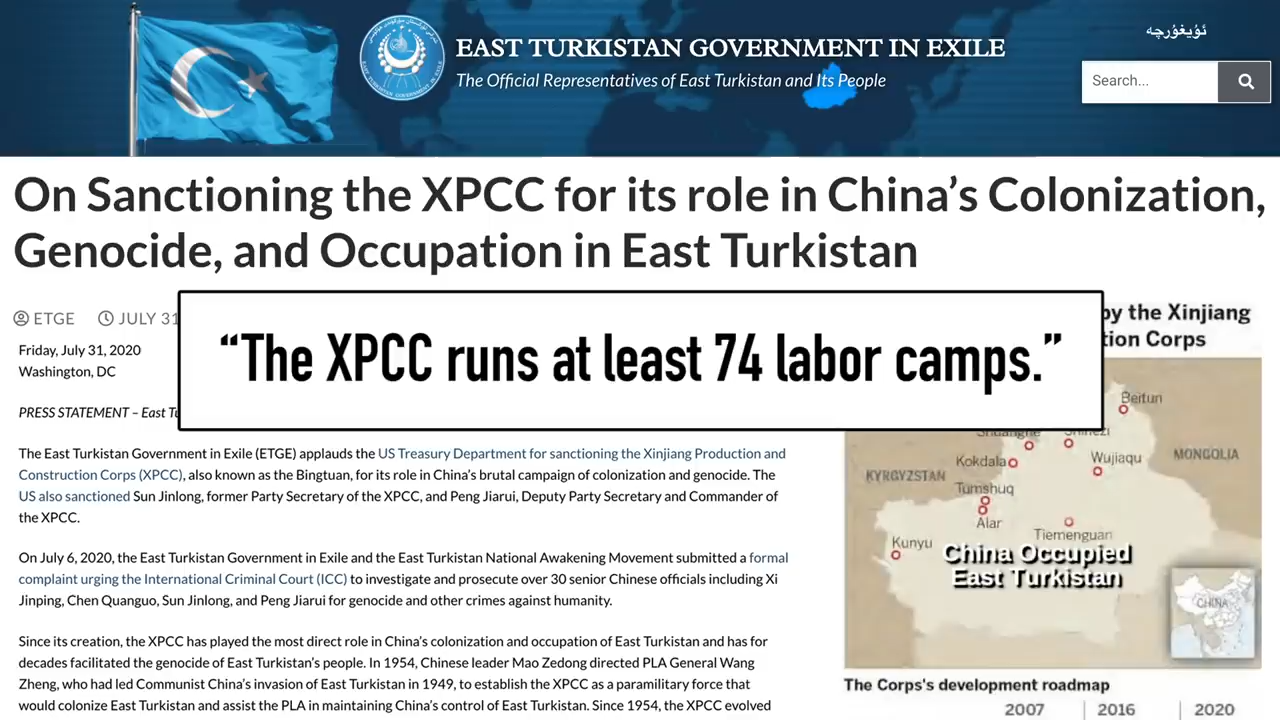 EAST TURKISTAN GOVERNMENT IN EXILE
The Official Representatives of East Turkistan and Its People
ئۇيغۇرچە
Search...
On Sanctioning the XPCC for its role in China’s Colonization,
Genocide, and Occupation in East Turkistan
ETGE JULY 31
Friday, July 31, 2020
Washington, DC
“The XPCC runs at least 74 labor camps.”
PRESS STATEMENT – East
The East Turkistan Government in Exile (ETGE) applauds the US Treasury Department for sanctioning the Xinjiang Production and
Construction Corps (XPCC), also known as the Bingtuan, for its role in China’s brutal campaign of colonization and genocide. The
US also sanctioned Sun Jinlong, former Party Secretary of the XPCC, and Peng Jiarui, Deputy Party Secretary and Commander of
the XPCC.
On July 6, 2020, the East Turkistan Government in Exile and the East Turkistan National Awakening Movement submitted a formal
complaint urging the International Criminal Court (ICC) to investigate and prosecute over 30 senior Chinese officials including Xi
Jinping, Chen Quanguo, Sun Jinlong, and Peng Jiarui for genocide and other crimes against humanity.
Since its creation, the XPCC has played the most direct role in China’s colonization and occupation of East Turkistan and has for
decades facilitated the genocide of East Turkistan’s people. In 1954, Chinese leader Mao Zedong directed PLA General Wang
Zheng, who had led Communist China’s invasion of East Turkistan in 1949, to establish the XPCC as a paramilitary force that
would colonize East Turkistan and assist the PLA in maintaining China’s control of East Turkistan. Since 1954, the XPCC evolved
by the Xinjiang
tion Corps
Beitun
Shuanghe
Shihezi
Kokdala
Wujiaqu
MONGOLIA
KYRGYZSTAN
Tumshuq
Alar
Tiemenguan
Kunyu
China Occupied
East Turkistan
CHINA
The Corps's development roadmap
2007 2016 2020